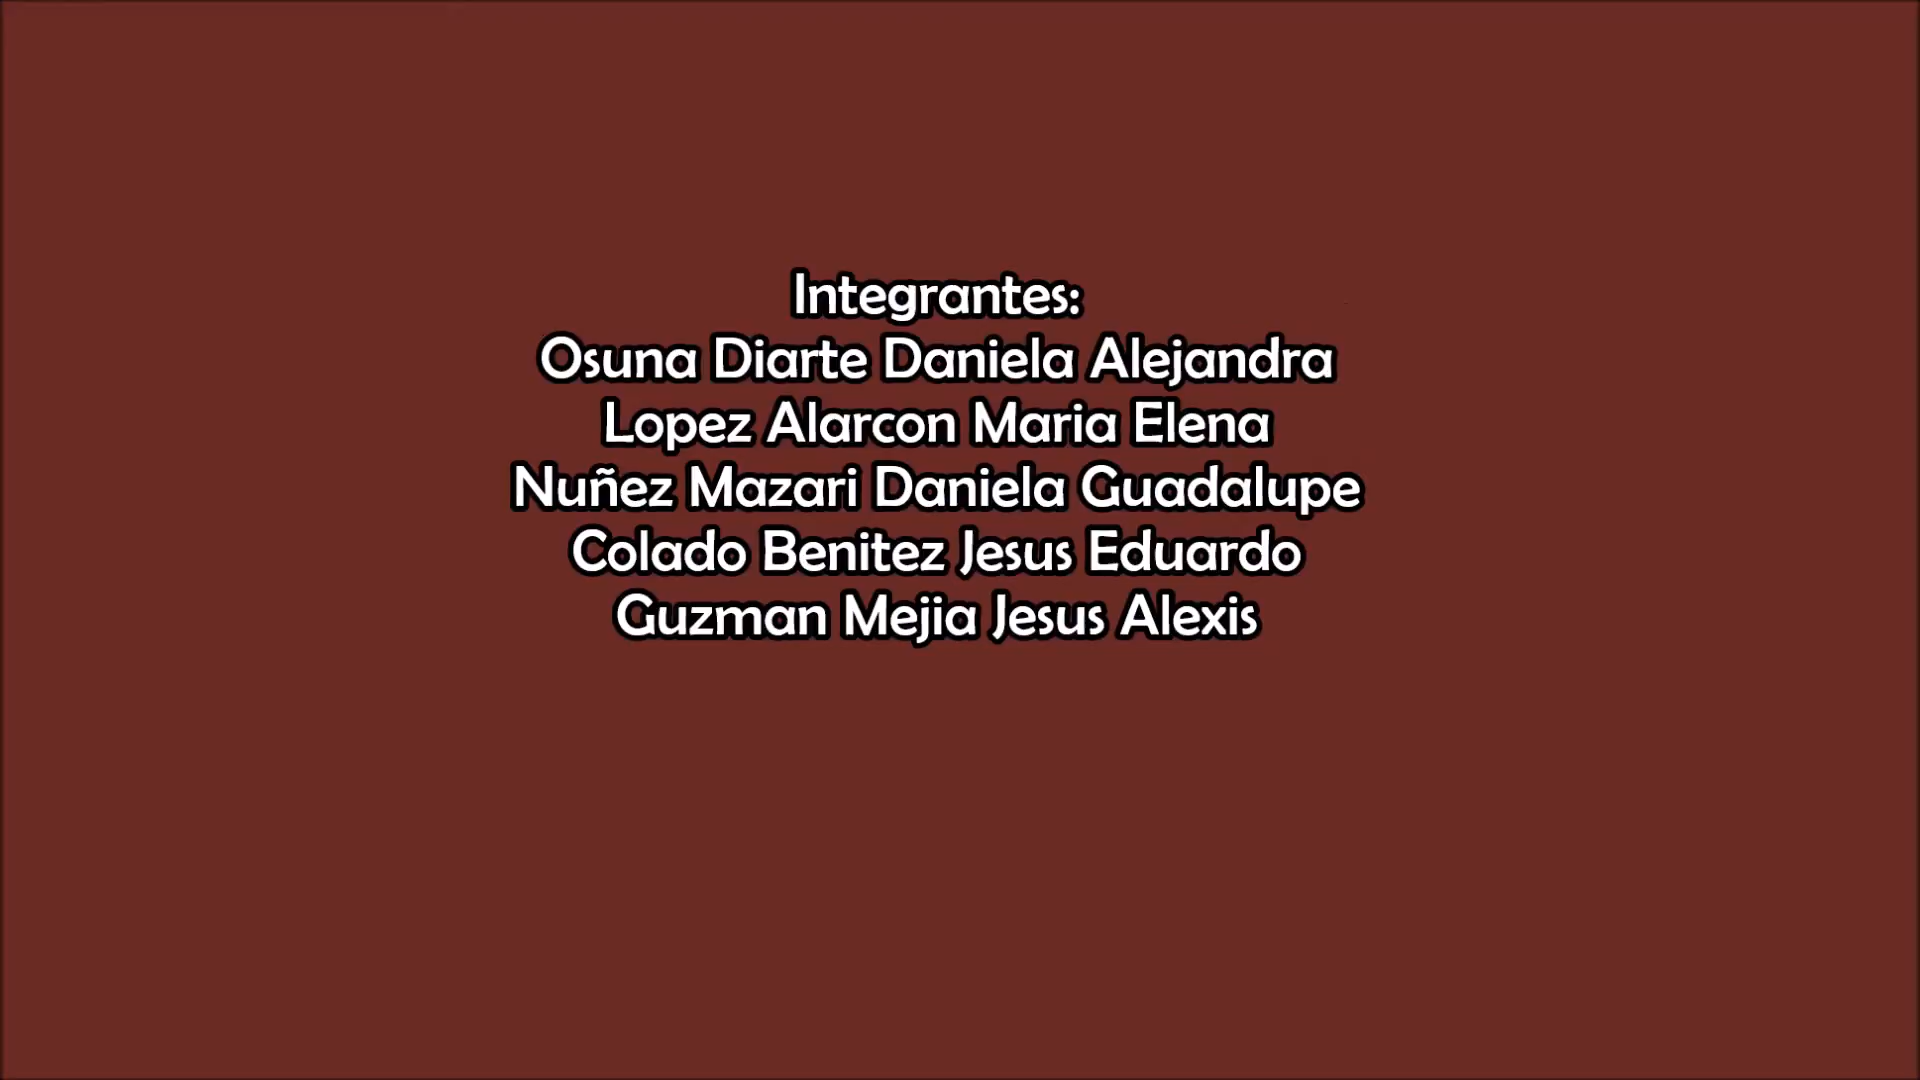 Integrantes:
Osuna Diarte Daniela Alejandra
Lopez Alarcon Maria Elena
Nuñez Mazari Daniela Guadalupe
Colado Benitez Jesus Eduardo
Guzman Mejia Jesus Alexis